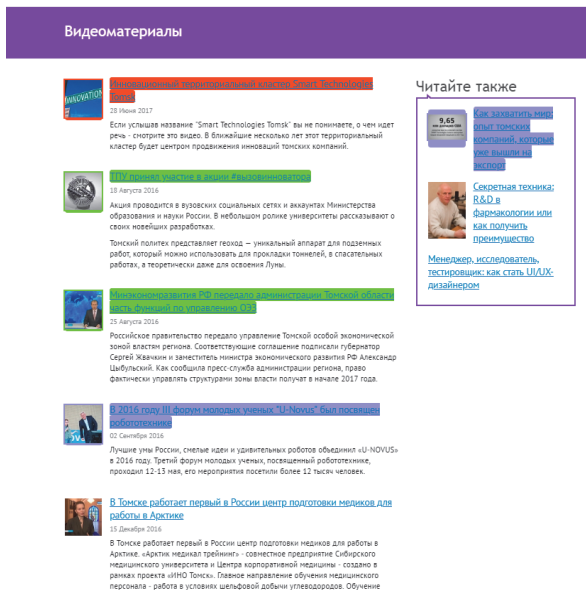 Видеоматериалы
Инновационный территориальный кластер Smart Technologies
Tomsk
28 Июня 2017
Если услышав название "Smart Technologies Tomsk" вы не понимаете, о чем идет
речь - смотрите это видео. В ближайшие несколько лет этот территориальный
кластер будет центром продвижения инноваций томских компаний.
ТПУ принял участие в акции #вызовинноватора
18 Августа 2016
Акция проводится в вузовских социальных сетях и аккаунтах Министерства
образования и науки России. В небольшом ролике университеты рассказывают о
своих новейших разработках.
Томский политех представляет геоход — уникальный аппарат для подземных
работ, который можно использовать для прокладки тоннелей, в спасательных
работах, а теоретически даже для освоения Луны.
Минэкономразвития РФ передало администрации Томской области
часть функций по управлению ОЭЗ
25 Августа 2016
Российское правительство передало управление Томской особой экономической
зоной властям региона. Соответствующие соглашение подписали губернатор
Сергей Жвачкин и заместитель министра экономического развития РФ Александр
Цыбульский. Как сообщила пресс-служба администрации региона, право
фактически управлять структурами зоны власти получат в начале 2017 года.
В 2016 году III форум молодых ученых "U-Novus" был посвящен
робототехнике
02 Сентября 2016
Лучшие умы России, смелые идеи и удивительных роботов объединил «U-NOVUS»
в 2016 году. Третий форум молодых ученых, посвященный робототехнике,
проходил 12-13 мая, его мероприятия посетили более 12 тысяч человек.
В Томске работает первый в России центр подготовки медиков для
работы в Арктике
15 Декабря 2016
В Томске работает первый в России центр подготовки медиков для работы в
Арктике. «Арктик медикал трейнинг» - совместное предприятие Сибирского
медицинского университета и Центра корпоративной медицины - создано в
рамках проекта «ИНО Томск». Главное направление обучения медицинского
персонала - работа в условиях шельфовой добычи углеводородов. Обучение
Читайте также
9,65
Как захватить мир:
опыт томских
компаний, которые
уже вышли на
экспорт
Секретная техника:
R&D в
фармакологии или
как получить
преимущество
Менеджер, исследователь,
тестировщик: как стать UI/UX-
дизайнером